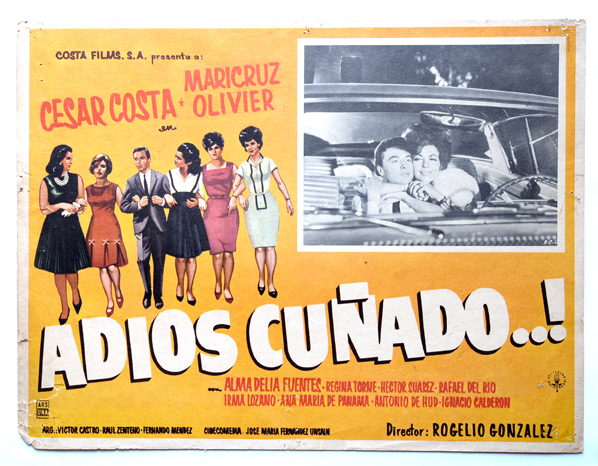 COSTA FILMS. S.A. presenta a:
CESAR COSTA + MARICRUZ OLIVIER
en
ADIOS CUÑADO..!
con ALMA DELIA FUENTES · REGINA TORNE · HECTOR SUAREZ · RAFAEL DEL RIO
IRMA LOZANO · ANA MARIA DE PANAMA · ANTONIO DE HUD · IGNACIO CALDERON
ARG.: VICTOR CASTRO - RAUL ZENTENO - FERNANDO MENDEZ CINECOMEDIA JOSE MARIA FERNANDEZ UNSAIN
Director: ROGELIO GONZALEZ